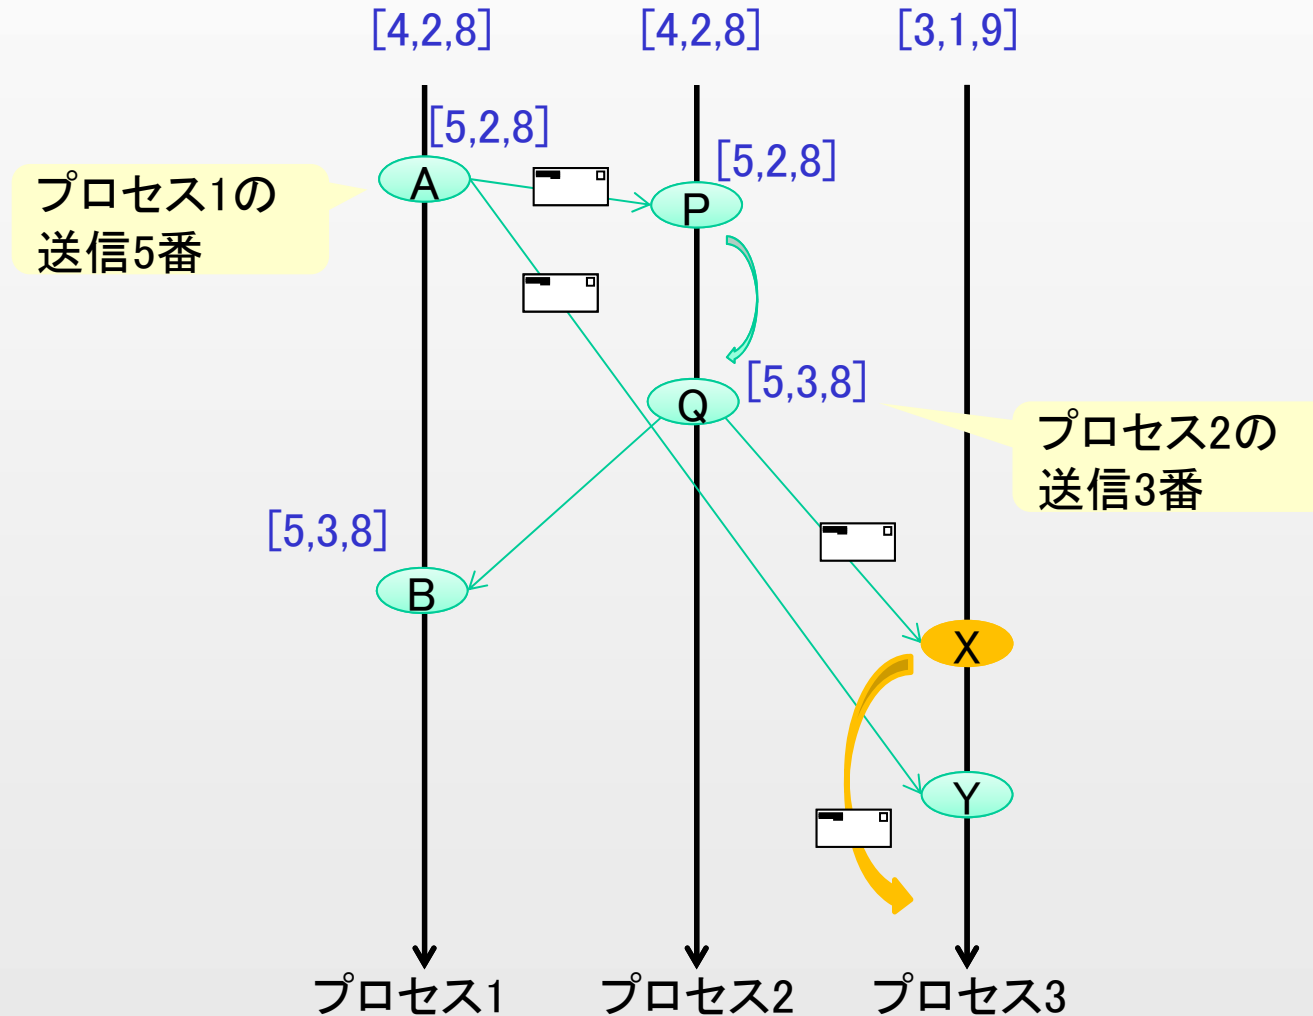 [4,2,8]
[4,2,8]
[3,1,9]
[5,2,8]
[5,2,8]
A
P
プロセス1の
送信5番
[5,3,8]
Q
プロセス2の
送信3番
[5,3,8]
B
X
Y
プロセス1
プロセス2
プロセス3